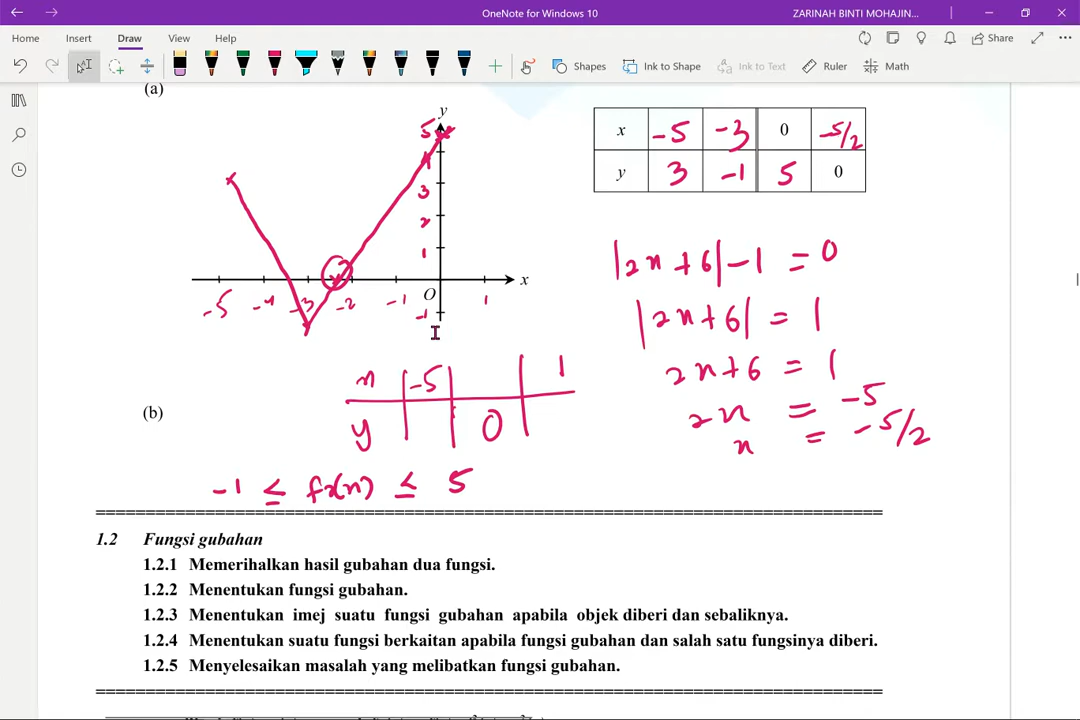 OneNote for Windows 10
ZARINAH BINTI MOHAJIN...
Home Insert Draw View Help
Share
Shapes Ink to Shape Ink to Text Ruler Math
(a)
y
5
4
3
2
1
-5 -4 -3 -2 -1 O 1 x
-1
x -5 -3 0 -5/2
y 3 -1 5 0
|2x+6|-1 = 0
|2x+6| = 1
2x+6 = 1
2x = -5
x = -5/2
x -5 1
y 0
(b)
-1 ≤ f(x) ≤ 5
1.2 Fungsi gubahan
1.2.1 Memerihalkan hasil gubahan dua fungsi.
1.2.2 Menentukan fungsi gubahan.
1.2.3 Menentukan imej suatu fungsi gubahan apabila objek diberi dan sebaliknya.
1.2.4 Menentukan suatu fungsi berkaitan apabila fungsi gubahan dan salah satu fungsinya diberi.
1.2.5 Menyelesaikan masalah yang melibatkan fungsi gubahan.